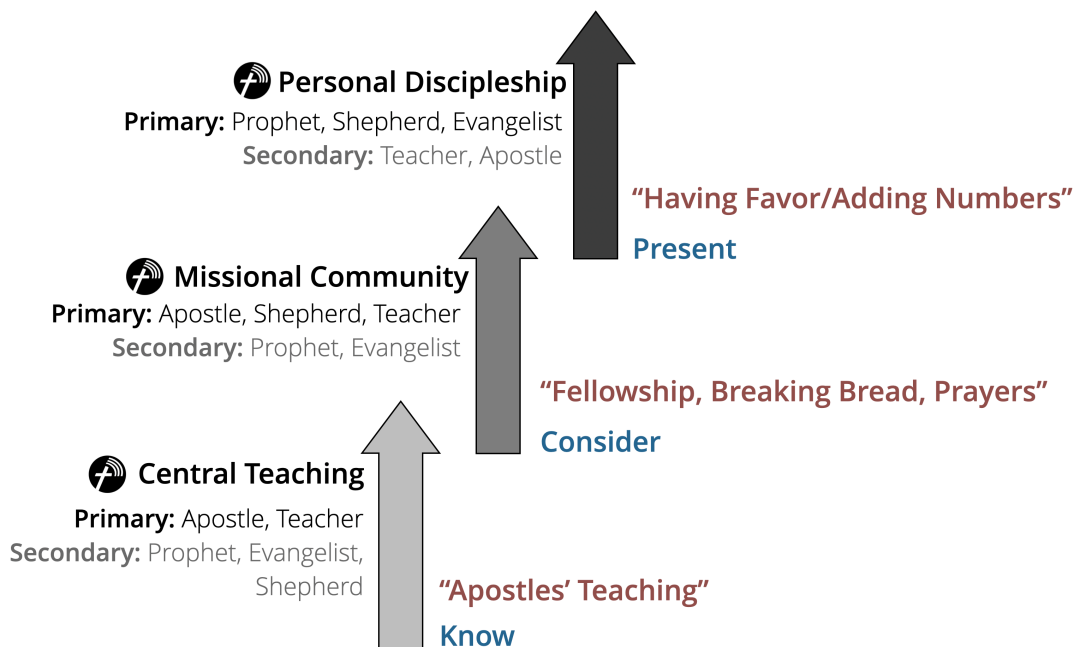 Personal Discipleship
Primary: Prophet, Shepherd, Evangelist
Secondary: Teacher, Apostle
“Having Favor/Adding Numbers”
Present
Missional Community
Primary: Apostle, Shepherd, Teacher
Secondary: Prophet, Evangelist
“Fellowship, Breaking Bread, Prayers”
Consider
Central Teaching
Primary: Apostle, Teacher
Secondary: Prophet, Evangelist,
Shepherd
“Apostles’ Teaching”
Know